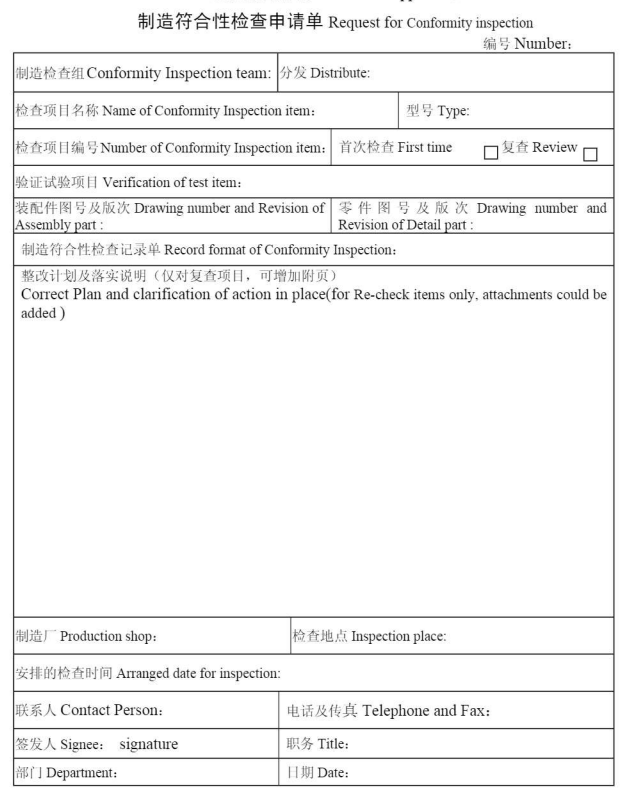 制造符合性检查申请单 Request for Conformity inspection
编号 Number:
制造检查组 Conformity Inspection team: 分发 Distribute:
检查项目名称 Name of Conformity Inspection item: 型号 Type:
检查项目编号 Number of Conformity Inspection item: 首次检查 First time □ 复查 Review □
验证试验项目 Verification of test item:
装配件图号及版次 Drawing number and Revision of
Assembly part :
零件图号及版次 Drawing number and
Revision of Detail part :
制造符合性检查记录单 Record format of Conformity Inspection:
整改计划及落实说明（仅对复查项目，可增加附页）
Correct Plan and clarification of action in place(for Re-check items only, attachments could be
added )
制造厂 Production shop: 检查地点 Inspection place:
安排的检查时间 Arranged date for inspection:
联系人 Contact Person: 电话及传真 Telephone and Fax:
签发人 Signee: signature 职务 Title:
部门 Department: 日期 Date: